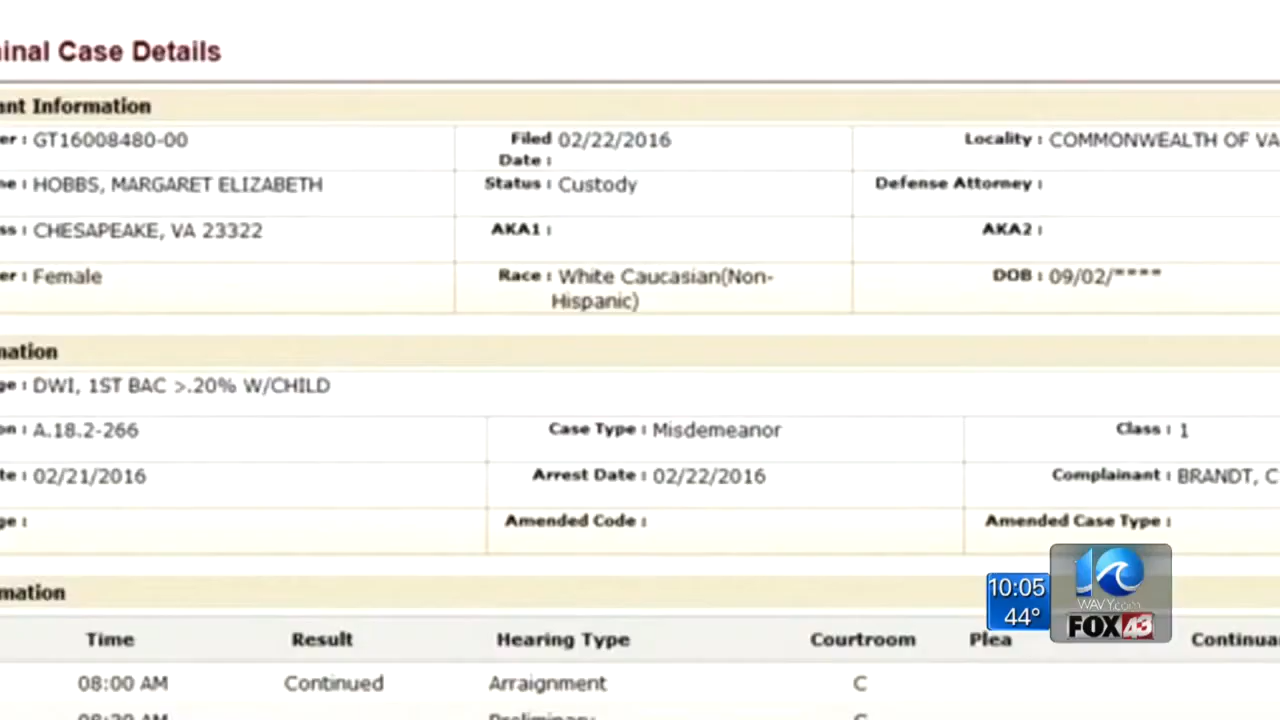 inal Case Details
ant Information
er : GT16008480-00 Filed Date : 02/22/2016 Locality : COMMONWEALTH OF VA
e : HOBBS, MARGARET ELIZABETH Status : Custody Defense Attorney :
ss : CHESAPEAKE, VA 23322 AKA1 : AKA2 :
er : Female Race : White Caucasian(Non-Hispanic) DOB : 09/02/****
mation
ge : DWI, 1ST BAC >.20% W/CHILD
on : A.18.2-266 Case Type : Misdemeanor Class : 1
te : 02/21/2016 Arrest Date : 02/22/2016 Complainant : BRANDT, C
ge : Amended Code : Amended Case Type :
mation
Time Result Hearing Type Courtroom Plea Continua
08:00 AM Continued Arraignment C
10:05
44°
10
WAVY.com
FOX 43